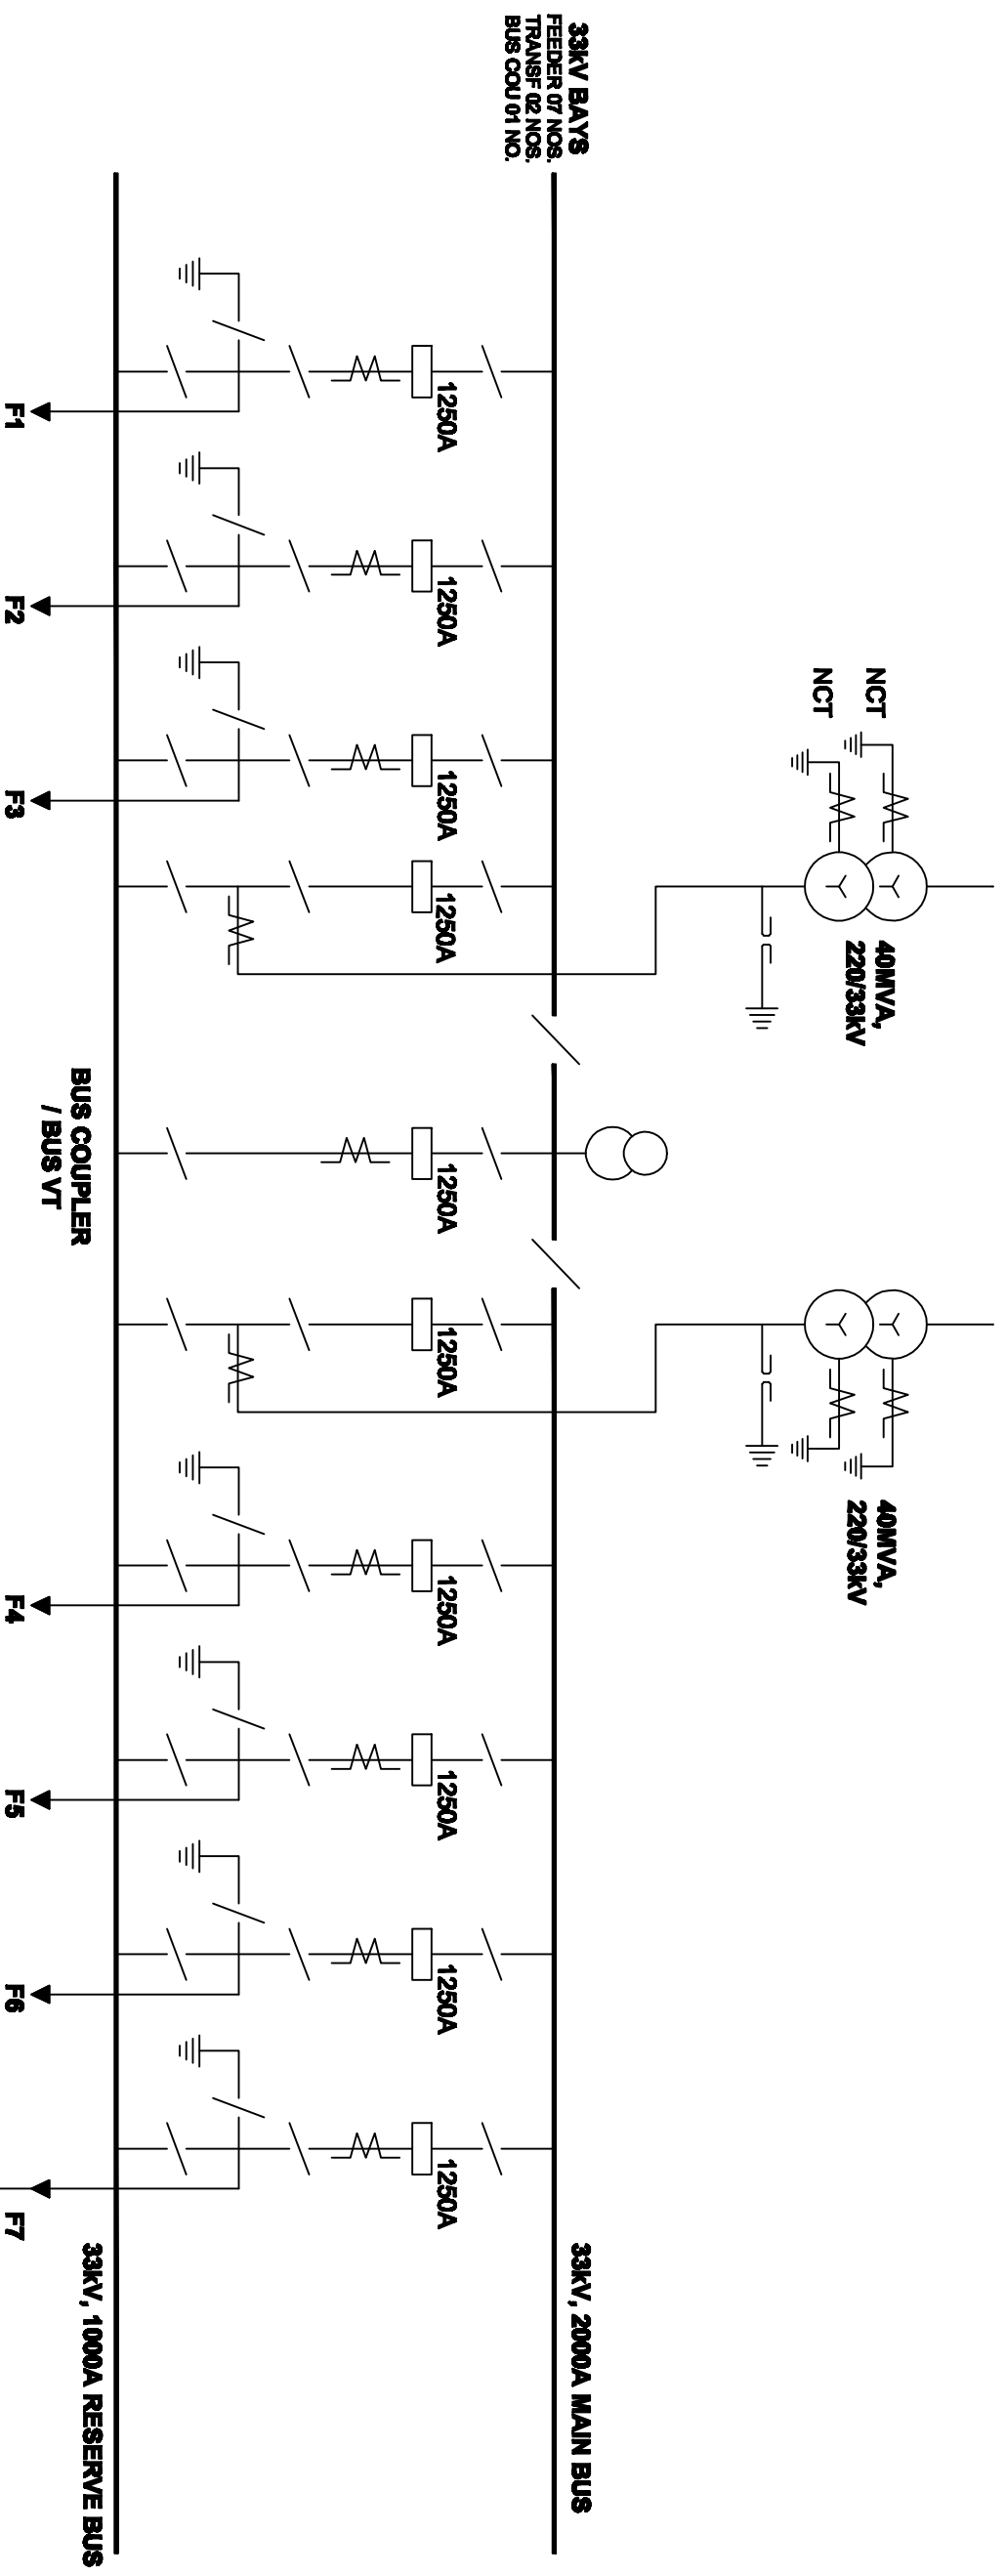 NCT
NCT
40MVA,
220/33kV
40MVA,
220/33kV
33kV BAYS
FEEDER 07 NOS.
TRANSF 02 NOS.
BUS COU 01 NO.
33kV, 2000A MAIN BUS
1250A
1250A
1250A
1250A
1250A
1250A
1250A
1250A
1250A
1250A
BUS COUPLER
/ BUS VT
33kV, 1000A RESERVE BUS
F1
F2
F3
F4
F5
F6
F7